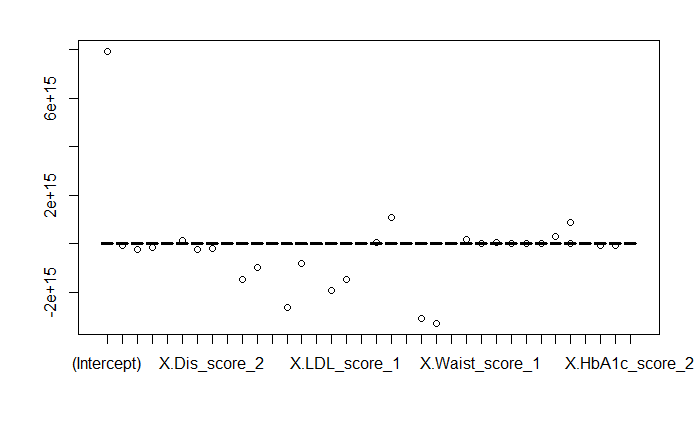 6e+15
2e+15
-2e+15
(Intercept) X.Dis_score_2 X.LDL_score_1 X.Waist_score_1 X.HbA1c_score_2